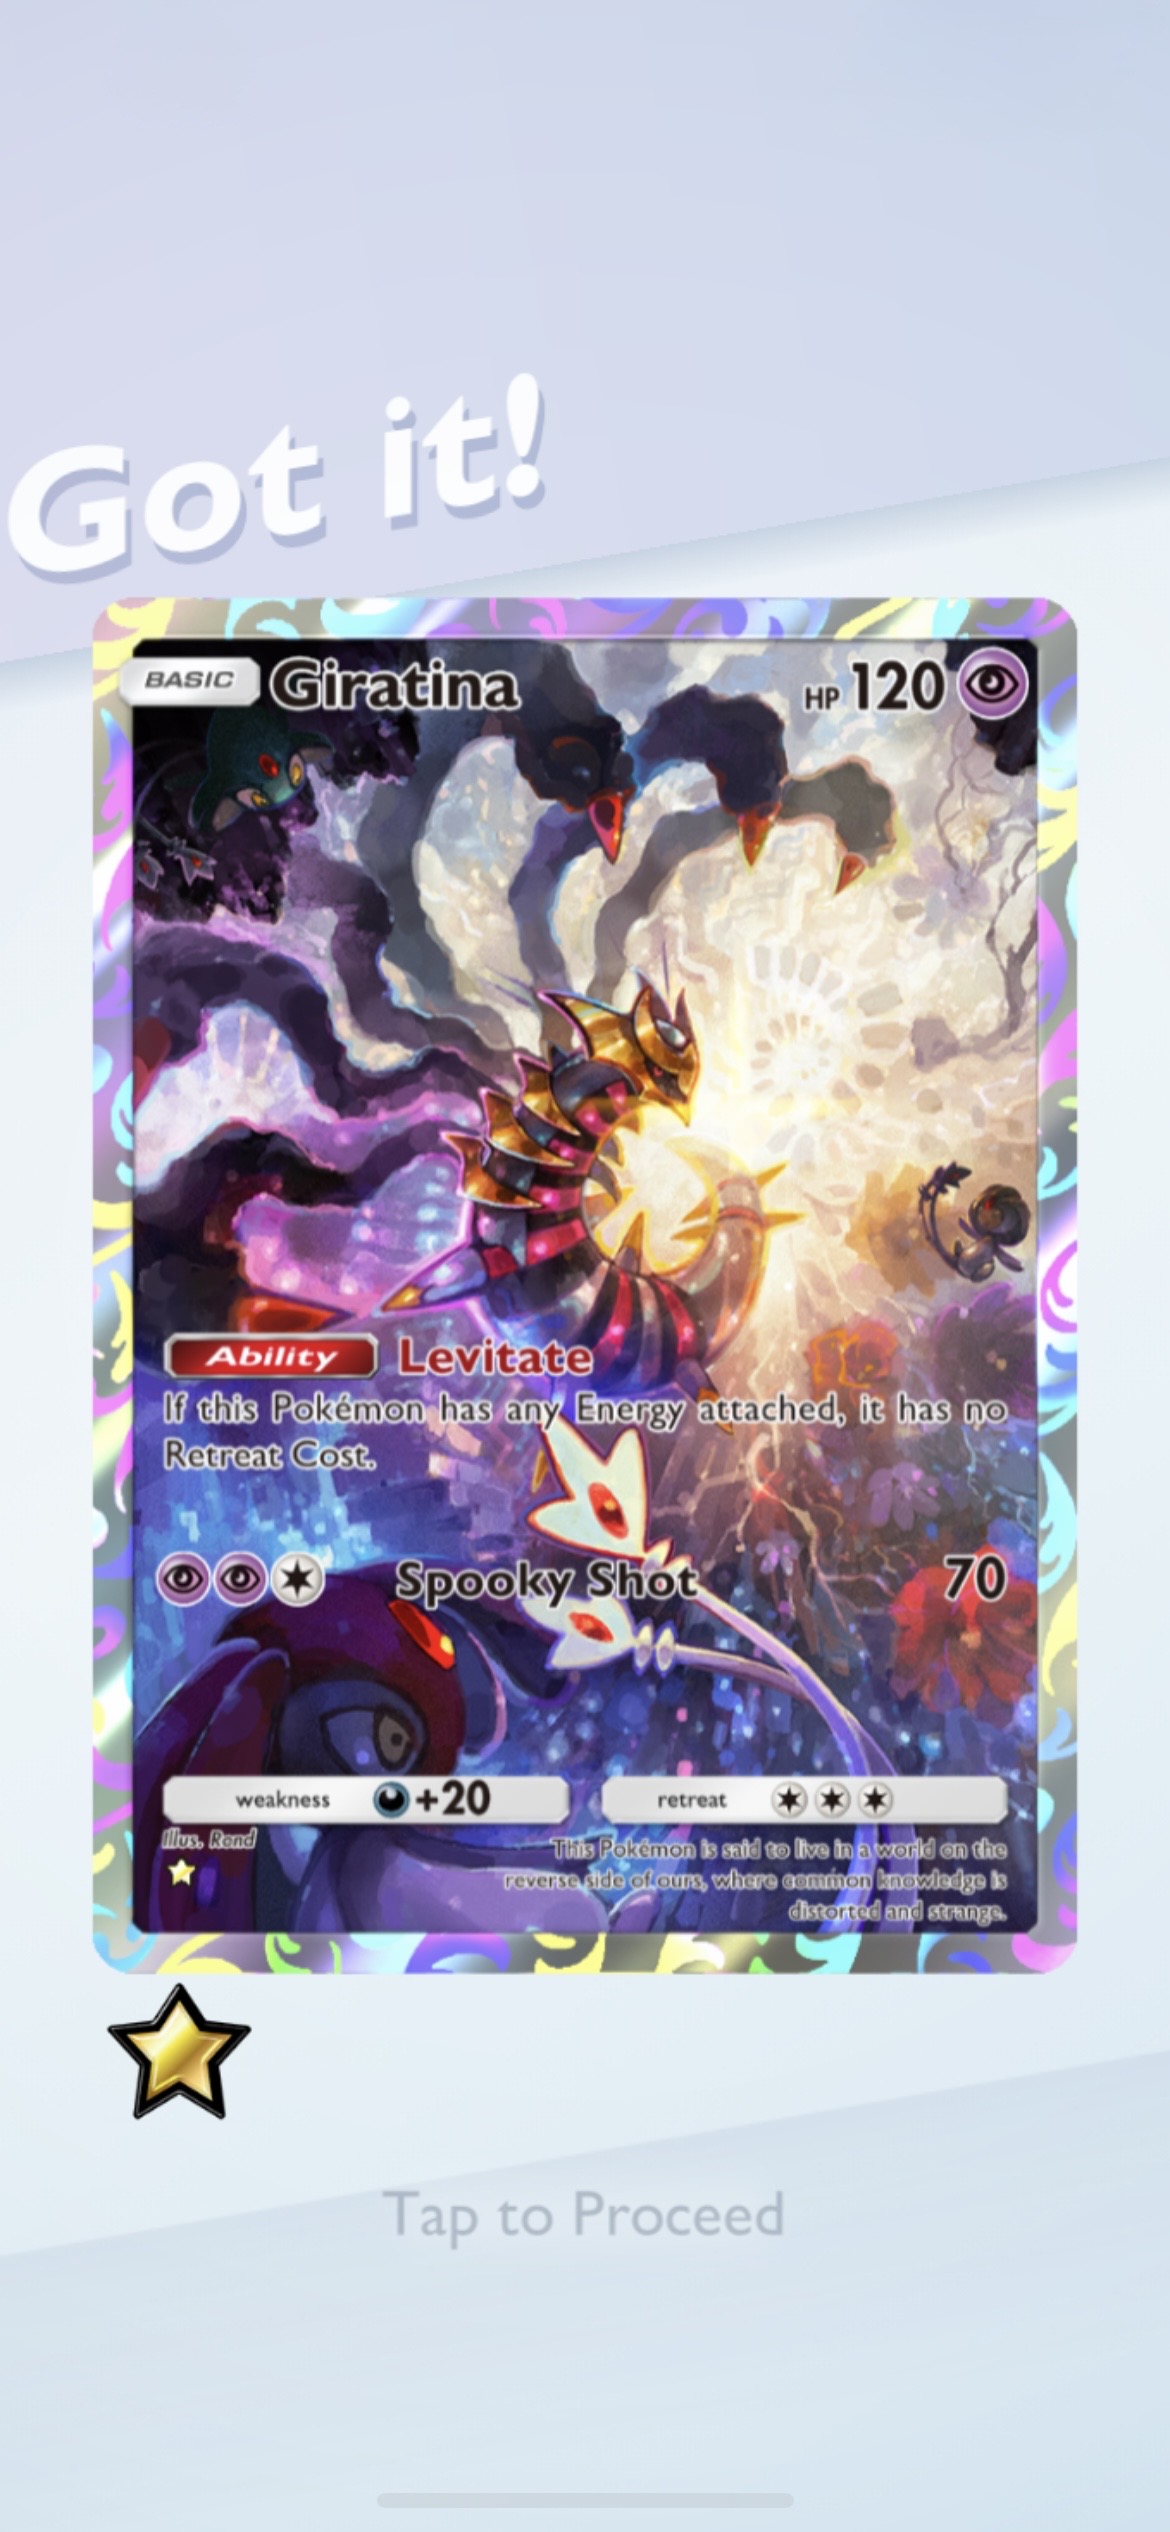 Got it!
BASIC Giratina HP 120
Ability Levitate
If this Pokémon has any Energy attached, it has no
Retreat Cost.
Spooky Shot 70
weakness +20 retreat
Illus. Rond
This Pokémon is said to live in a world on the
reverse side of ours, where common knowledge is
distorted and strange.
Tap to Proceed